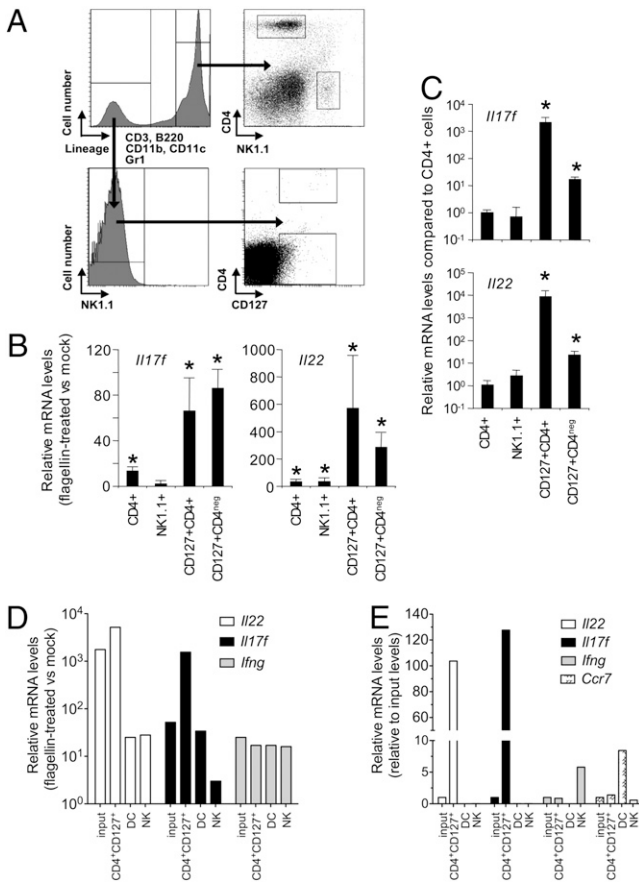 A
Cell number
Lineage
CD3, B220
CD11b, CD11c
Gr1
CD4
NK1.1
Cell number
NK1.1
CD4
CD127
B
Relative mRNA levels
(flagellin-treated vs mock)
Il17f
120
80
40
0
*
*
*
CD4+
NK1.1+
CD127+CD4+
CD127+CD4neg
Il22
1000
800
600
400
200
0
*
*
*
*
CD4+
NK1.1+
CD127+CD4+
CD127+CD4neg
C
Relative mRNA levels compared to CD4+ cells
Il17f
10^4
10^3
10^2
10^1
10^0
10^-1
*
*
Il22
10^5
10^4
10^3
10^2
10^1
10^0
10^-1
*
*
CD4+
NK1.1+
CD127+CD4+
CD127+CD4neg
D
Relative mRNA levels
(flagellin-treated vs mock)
10^4
10^3
10^2
10^1
10^0
Il22
Il17f
Ifng
input
CD4+CD127+
DC
NK
input
CD4+CD127+
DC
NK
input
CD4+CD127+
DC
NK
E
Relative mRNA levels
(relative to input levels)
140
130
120
110
100
90
10
5
0
Il22
Il17f
Ifng
Ccr7
input
CD4+CD127+
DC
NK
input
CD4+CD127+
DC
NK
input
CD4+CD127+
DC
NK
input
CD4+CD127+
DC
NK